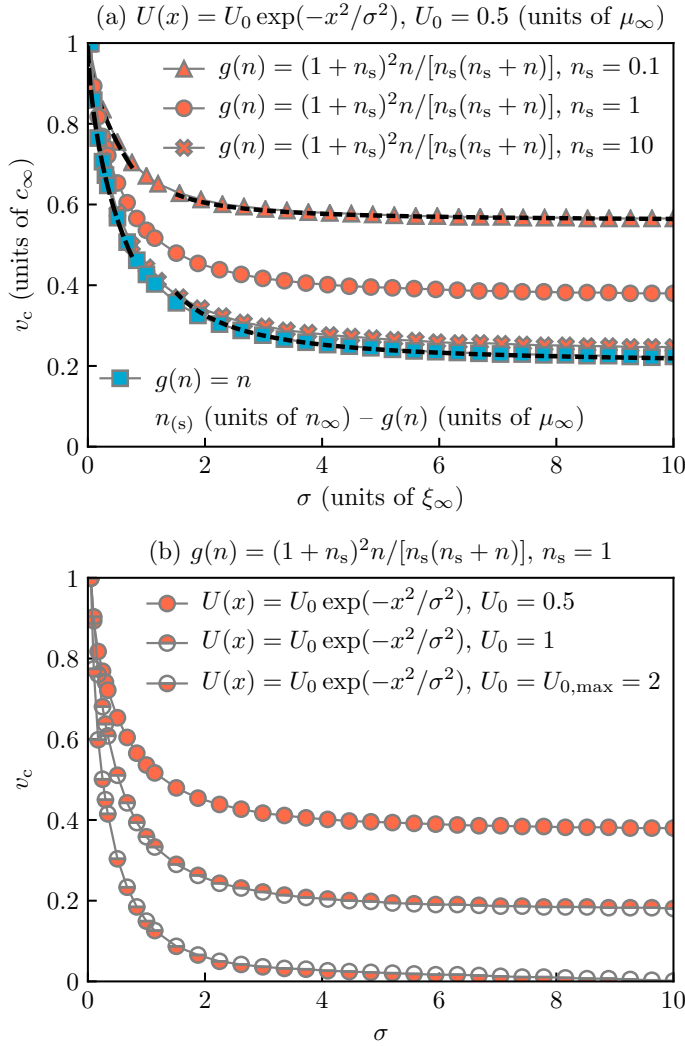 (a) U(x) = U₀ exp(−x²/σ²), U₀ = 0.5 (units of μ∞)
g(n) = (1 + nₛ)²n/[nₛ(nₛ + n)], nₛ = 0.1
g(n) = (1 + nₛ)²n/[nₛ(nₛ + n)], nₛ = 1
g(n) = (1 + nₛ)²n/[nₛ(nₛ + n)], nₛ = 10
g(n) = n
n₍ₛ₎ (units of n∞) – g(n) (units of μ∞)
v_c (units of c∞)
1
0.8
0.6
0.4
0.2
0
0 2 4 6 8 10
σ (units of ξ∞)
(b) g(n) = (1 + nₛ)²n/[nₛ(nₛ + n)], nₛ = 1
U(x) = U₀ exp(−x²/σ²), U₀ = 0.5
U(x) = U₀ exp(−x²/σ²), U₀ = 1
U(x) = U₀ exp(−x²/σ²), U₀ = U₀,max = 2
v_c
1
0.8
0.6
0.4
0.2
0
0 2 4 6 8 10
σ